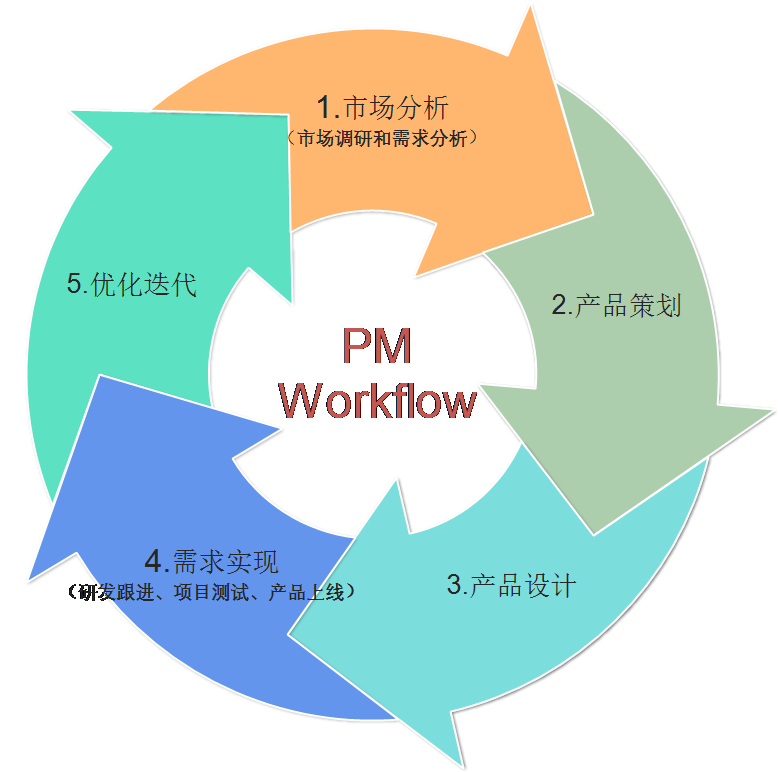 1.市场分析
（市场调研和需求分析）
2.产品策划
3.产品设计
4.需求实现
（研发跟进、项目测试、产品上线）
5.优化迭代
PM
Workflow